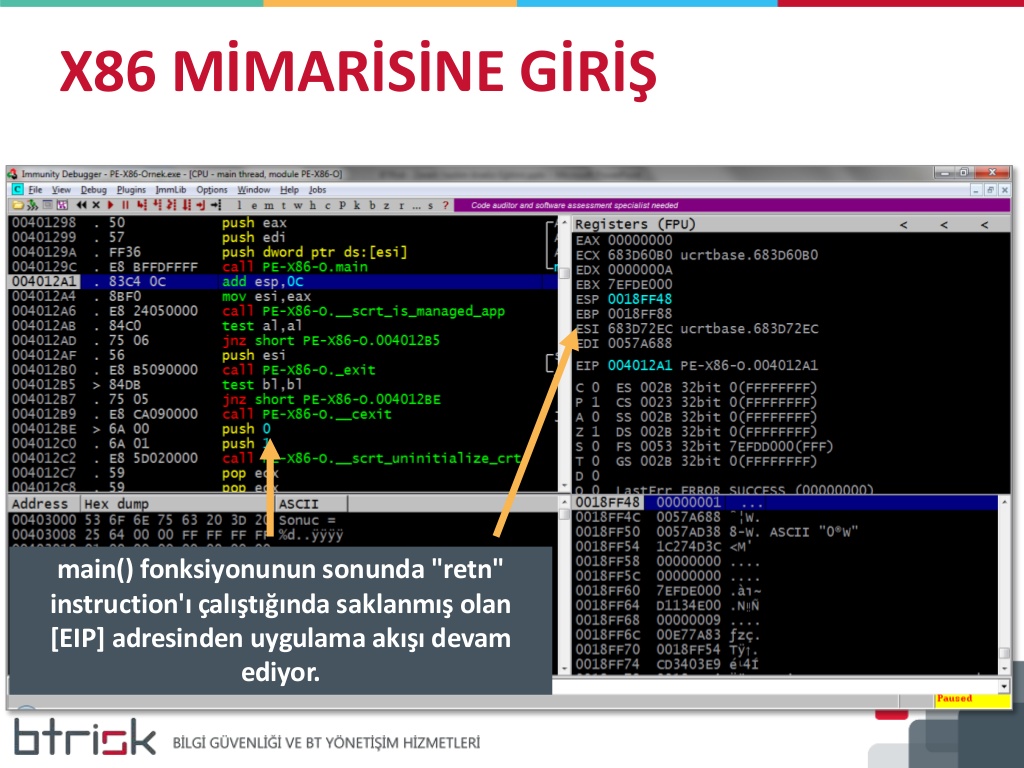 X86 MİMARİSİNE GİRİŞ
Immunity Debugger - PE-X86-Ornek.exe - [CPU - main thread, module PE-X86-O]
C File View Debug Plugins ImmLib Options Window Help Jobs
l e m t w h c P k b z r ... s ? Code auditor and software assessment specialist needed
00401298 . 50 push eax
00401299 . 57 push edi
0040129A . FF36 push dword ptr ds:[esi]
0040129C . E8 BFFDFFFF call PE-X86-O.main
004012A1 . 83C4 0C add esp,0C
004012A4 . 8BF0 mov esi,eax
004012A6 . E8 24050000 call PE-X86-O.__scrt_is_managed_app
004012AB . 84C0 test al,al
004012AD . 75 06 jnz short PE-X86-O.004012B5
004012AF . 56 push esi
004012B0 . E8 B5090000 call PE-X86-O._exit
004012B5 > 84DB test bl,bl
004012B7 . 75 05 jnz short PE-X86-O.004012BE
004012B9 . E8 CA090000 call PE-X86-O.__cexit
004012BE > 6A 00 push 0
004012C0 . 6A 01 push
004012C2 . E8 5D020000 call -X86-O.__scrt_uninitialize_crt
004012C7 . 59 pop ecx
004012C8 . 59 pop ecx
Registers (FPU) < < <
EAX 00000000
ECX 683D60B0 ucrtbase.683D60B0
EDX 0000000A
EBX 7EFDE000
ESP 0018FF48
EBP 0018FF88
ESI 683D72EC ucrtbase.683D72EC
EDI 0057A688
EIP 004012A1 PE-X86-O.004012A1
C 0 ES 002B 32bit 0(FFFFFFFF)
P 1 CS 0023 32bit 0(FFFFFFFF)
A 0 SS 002B 32bit 0(FFFFFFFF)
Z 1 DS 002B 32bit 0(FFFFFFFF)
S 0 FS 0053 32bit 7EFDD000(FFF)
T 0 GS 002B 32bit 0(FFFFFFFF)
D 0
O 0 LastErr ERROR_SUCCESS (00000000)
Address Hex dump ASCII
00403000 53 6F 6E 75 63 20 3D 20 Sonuc =
00403008 25 64 00 00 FF FF FF FF %d..ÿÿÿÿ
0018FF48 00000001 ....
0018FF4C 0057A688 ˆ¦W.
0018FF50 0057AD38 8-W. ASCII "0®W"
0018FF54 1C274D3C <M'
0018FF58 00000000 ....
0018FF5C 00000000 ....
0018FF60 7EFDE000
0018FF64 D1134E00
0018FF68 00000009 ....
0018FF6C 00E77A83 ƒzç.
0018FF70 0018FF54
0018FF74 CD3403E9
main() fonksiyonunun sonunda "retn"
instruction'ı çalıştığında saklanmış olan
[EIP] adresinden uygulama akışı devam
ediyor.
Paused
btrisk BİLGİ GÜVENLİĞİ VE BT YÖNETİŞİM HİZMETLERİ